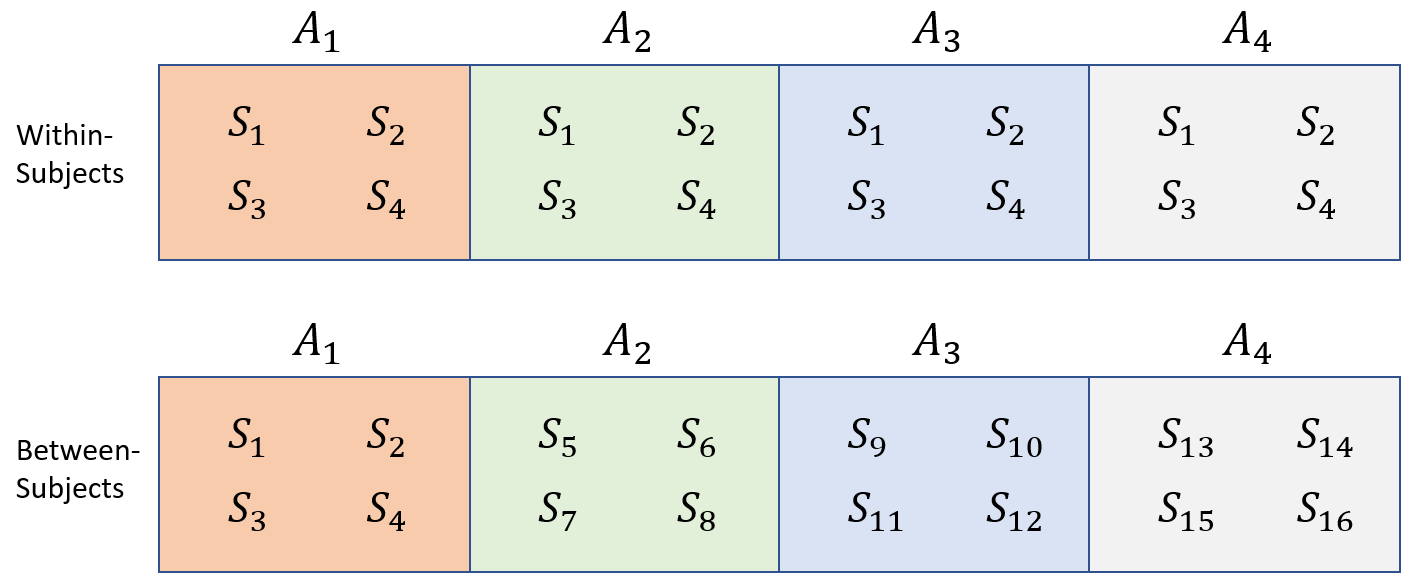 A₁ A₂ A₃ A₄
Within-
Subjects
S₁ S₂ S₁ S₂ S₁ S₂ S₁ S₂
S₃ S₄ S₃ S₄ S₃ S₄ S₃ S₄
A₁ A₂ A₃ A₄
Between-
Subjects
S₁ S₂ S₅ S₆ S₉ S₁₀ S₁₃ S₁₄
S₃ S₄ S₇ S₈ S₁₁ S₁₂ S₁₅ S₁₆